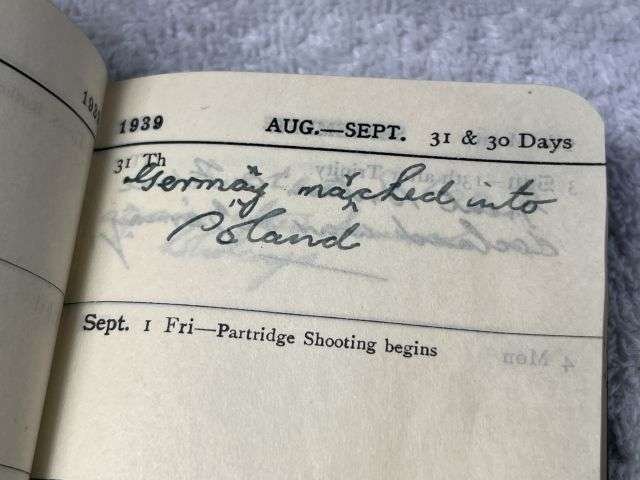 1939 AUG.—SEPT. 31 & 30 Days
31 Th
Germany marched into
Poland
Sept. 1 Fri—Partridge Shooting begins